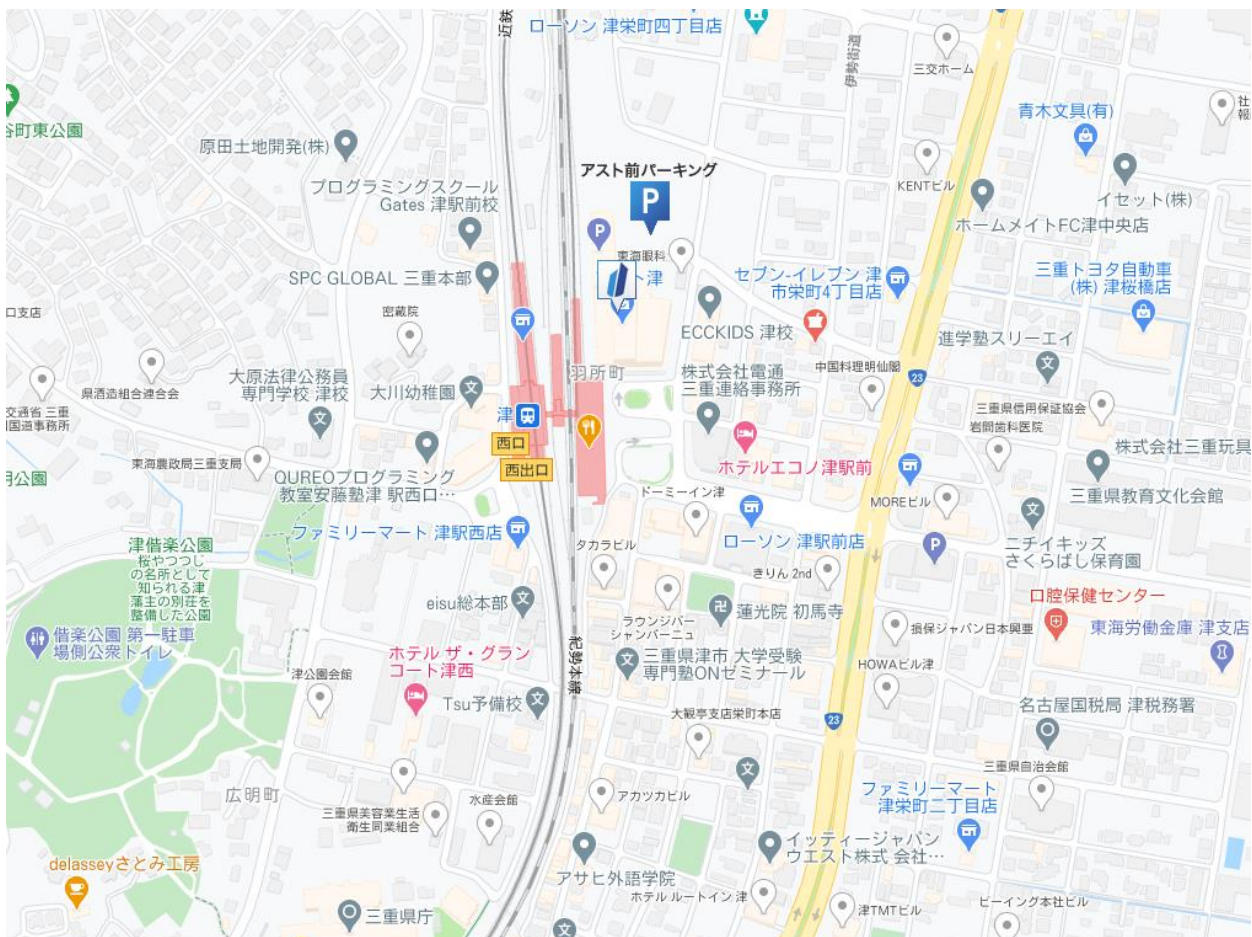 近鉄
ローソン 津栄町四丁目店
伊勢街道
三交ホーム
谷町東公園
原田土地開発(株)
青木文具(有)
プログラミングスクール
Gates 津駅前校
アスト前パーキング
P
KENTビル
イセット(株)
ホームメイトFC津中央店
P
東海眼科
SPC GLOBAL 三重本部
ト津
セブン-イレブン 津
市栄町4丁目店
三重トヨタ自動車
(株) 津桜橋店
口支店
密蔵院
ECCKIDS 津校
進学塾スリーエイ
県酒造組合連合会
大原法律公務員
専門学校 津校
大川幼稚園
羽所町
株式会社電通
三重連絡事務所
中国料理明仙閣
23
交通省 三重
国道事務所
津
西口
西出口
三重県信用保証協会
岩間歯科医院
株式会社三重玩具
東海農政局三重支局
QUREOプログラミング
教室安藤塾津 駅西口…
ホテルエコノ津駅前
三重県教育文化会館
ドーミーイン津
MOREビル
ファミリーマート 津駅西店
タカラビル
ローソン 津駅前店
P
ニチイキッズ
さくらばし保育園
津偕楽公園
桜やつつじ
の名所として
知られる津
藩主の別荘を
整備した公園
きりん 2nd
eisu総本部
ラウンジバー
シャンバーニュ
蓮光院 初馬寺
口腔保健センター
損保ジャパン日本興亜
東海労働金庫 津支店
偕楽公園 第一駐車
場側公衆トイレ
紀勢本線
ホテル ザ・グラン
コート津西
三重県津市 大学受験
専門塾ONゼミナール
HOWAビル津
津公園会館
Tsu予備校
大観亭支店栄町本店
23
名古屋国税局 津税務署
三重県自治会館
広明町
水産会館
アカツカビル
ファミリーマート
津栄町二丁目店
三重県美容業生活
衛生同業組合
イッティージャパン
ウエスト株式 会社…
delasseyさとみ工房
アサヒ外語学院
ホテル ルートイン 津
三重県庁
津TMTビル
ビーイング本社ビル